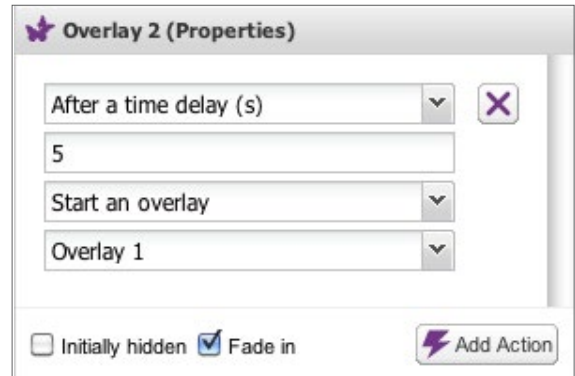 Overlay 2 (Properties)
After a time delay (s)
5
Start an overlay
Overlay 1
Initially hidden Fade in Add Action